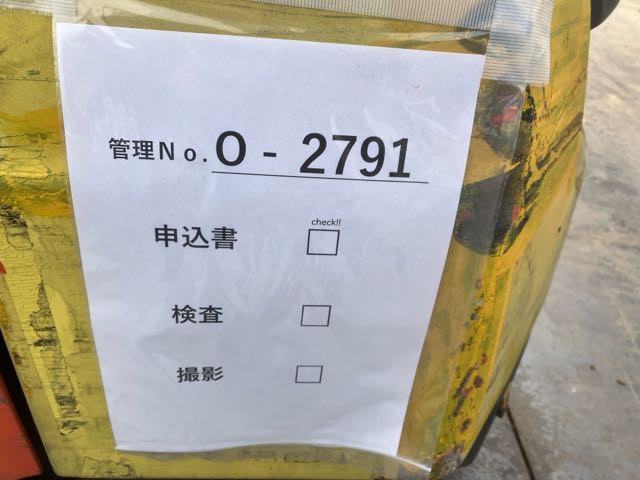 管理No. O - 2791
check!!
申込書 □
検査 □
撮影 □